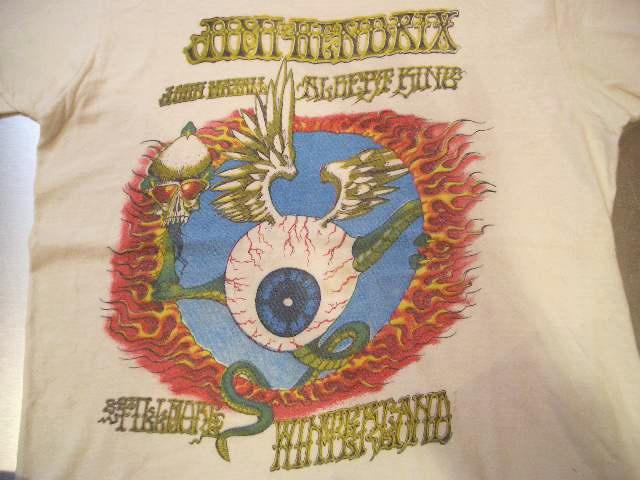 JIMI HENDRIX
JOHN MAYALL ALBERT KING
FILLMORE
WINTERLAND